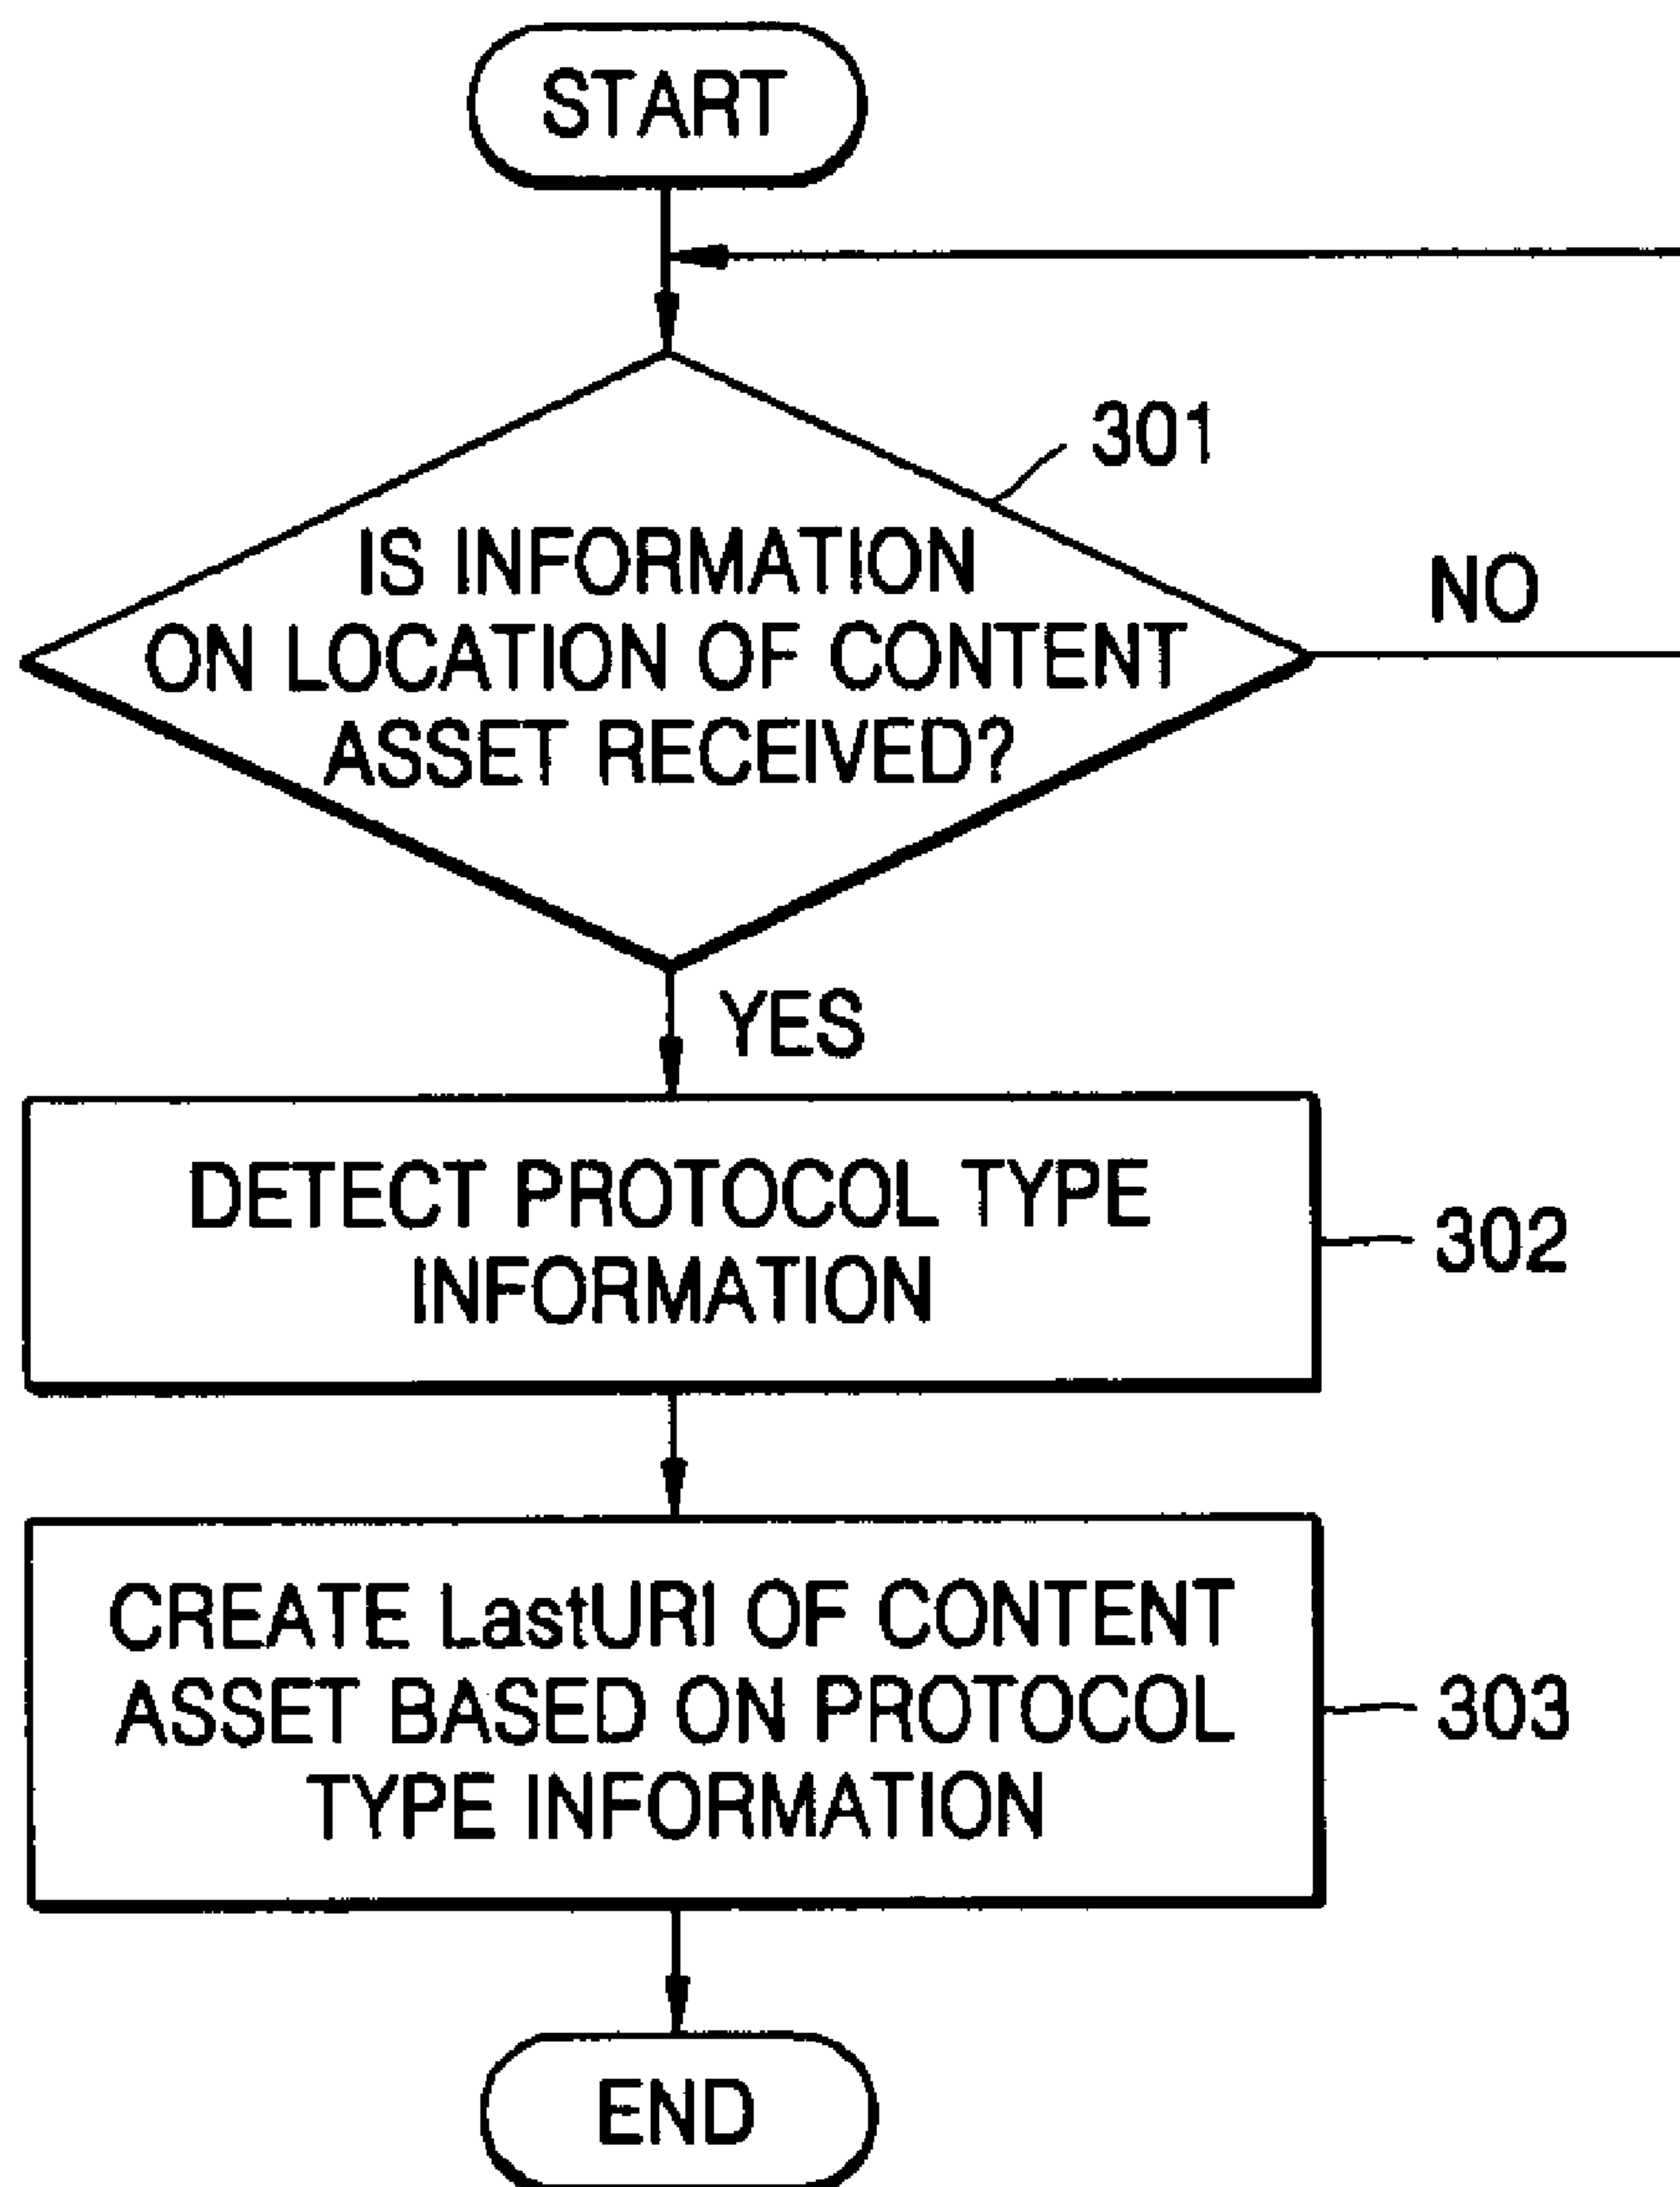 START
301
IS INFORMATION
ON LOCATION OF CONTENT
ASSET RECEIVED?
NO
YES
DETECT PROTOCOL TYPE
INFORMATION
302
CREATE LastURI OF CONTENT
ASSET BASED ON PROTOCOL
TYPE INFORMATION
303
END